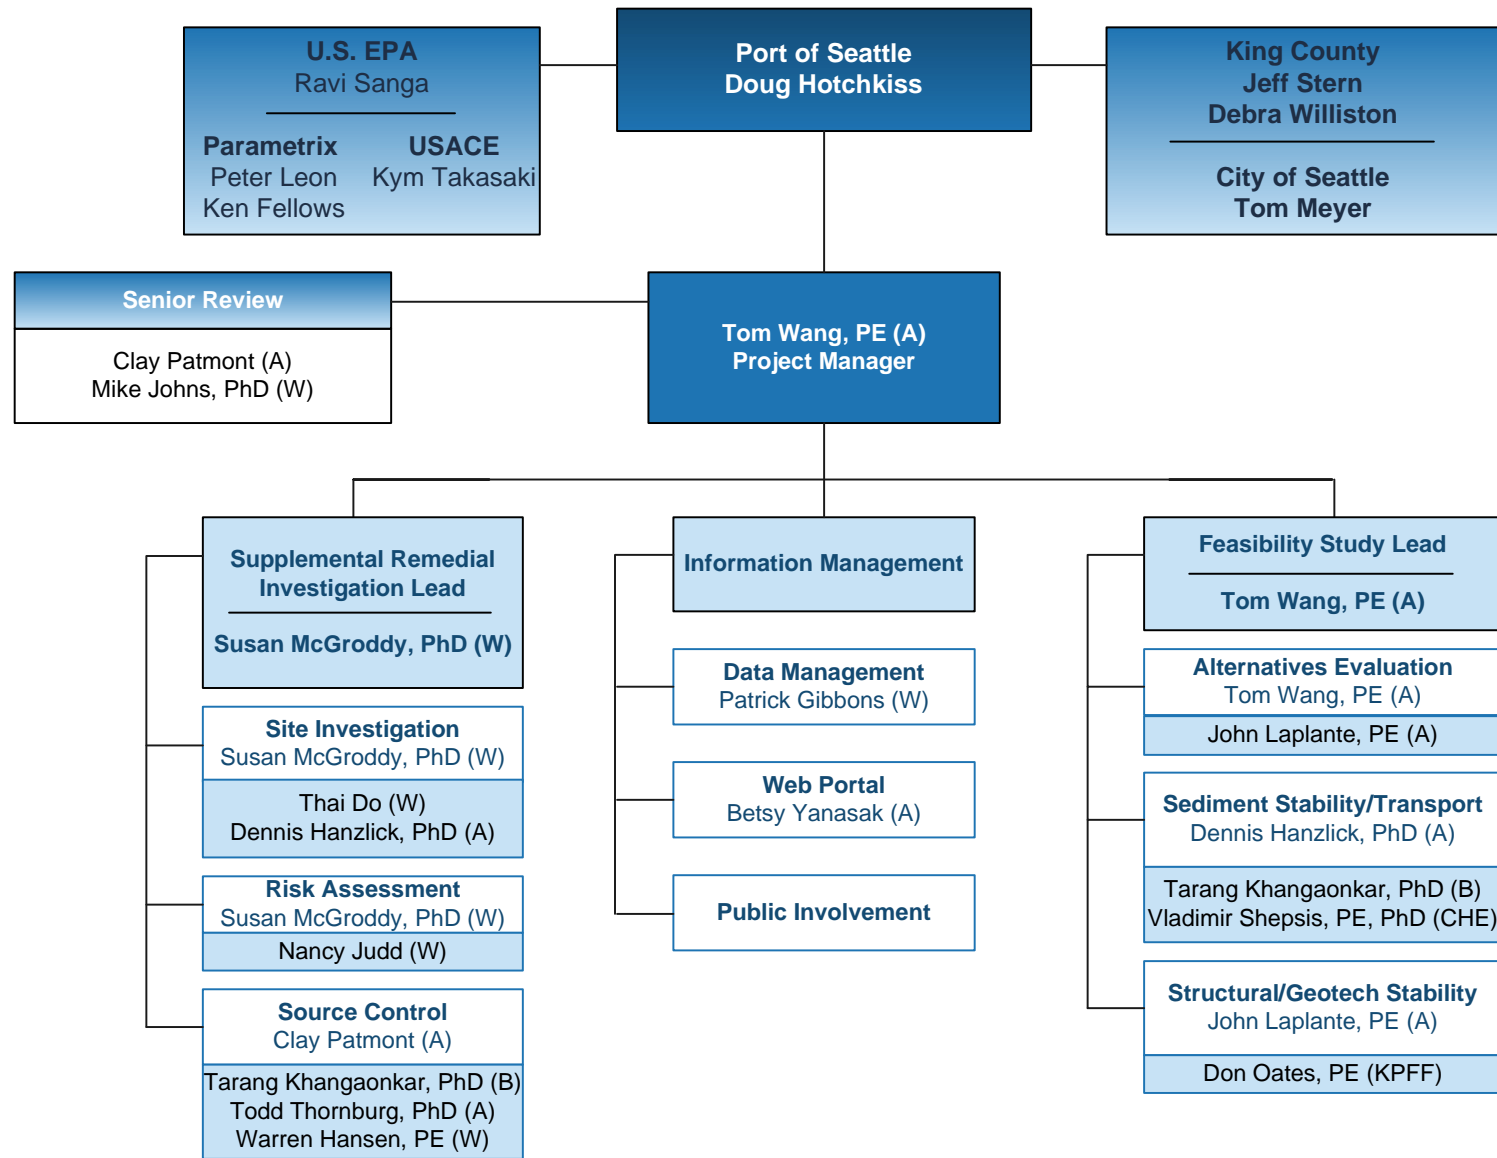 U.S. EPA
Ravi Sanga
Parametrix
Peter Leon
Ken Fellows
USACE
Kym Takasaki
Port of Seattle
Doug Hotchkiss
King County
Jeff Stern
Debra Williston
City of Seattle
Tom Meyer
Senior Review
Clay Patmont (A)
Mike Johns, PhD (W)
Tom Wang, PE (A)
Project Manager
Supplemental Remedial
Investigation Lead
Susan McGroddy, PhD (W)
Site Investigation
Susan McGroddy, PhD (W)
Thai Do (W)
Dennis Hanzlick, PhD (A)
Risk Assessment
Susan McGroddy, PhD (W)
Nancy Judd (W)
Source Control
Clay Patmont (A)
Tarang Khangaonkar, PhD (B)
Todd Thornburg, PhD (A)
Warren Hansen, PE (W)
Information Management
Data Management
Patrick Gibbons (W)
Web Portal
Betsy Yanasak (A)
Public Involvement
Feasibility Study Lead
Tom Wang, PE (A)
Alternatives Evaluation
Tom Wang, PE (A)
John Laplante, PE (A)
Sediment Stability/Transport
Dennis Hanzlick, PhD (A)
Tarang Khangaonkar, PhD (B)
Vladimir Shepsis, PE, PhD (CHE)
Structural/Geotech Stability
John Laplante, PE (A)
Don Oates, PE (KPFF)